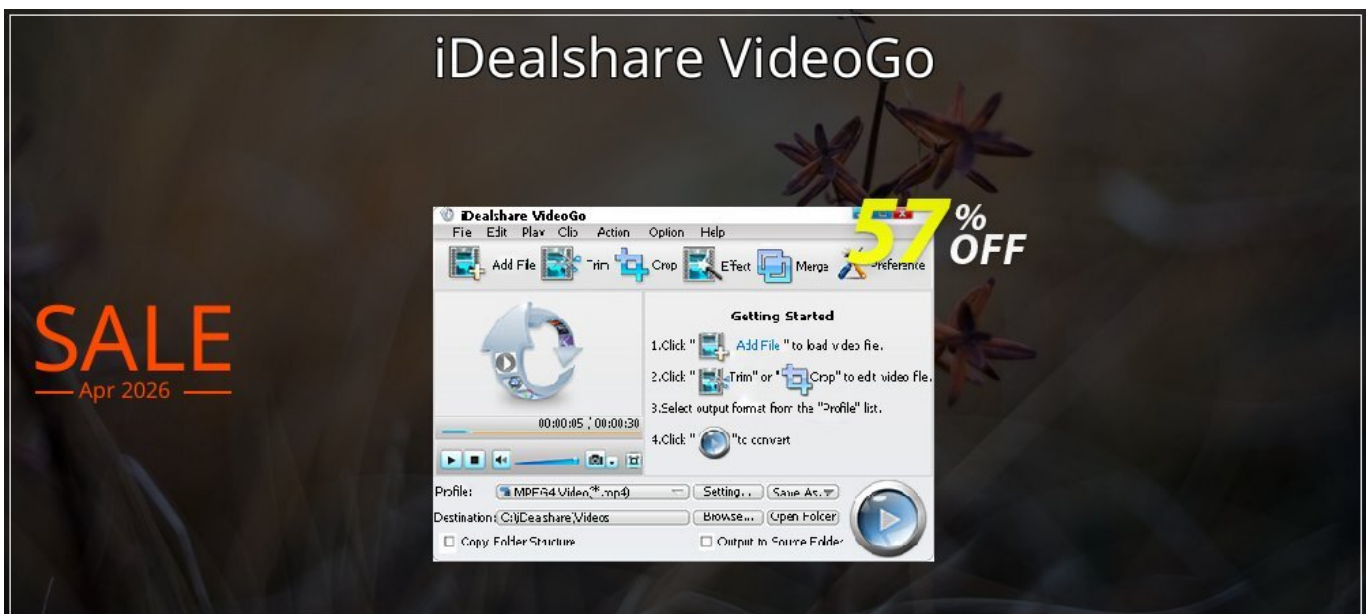 iDealshare VideoGo
SALE
Apr 2026
57% OFF
iDealshare VideoGo
File Edit Play Clip Action Option Help
Add File Trim Crop Effect Merge Preference
Getting Started
1.Click " Add File " to load video file.
2.Click " Trim" or " Crop" to edit video file.
3.Select output format from the "Profile" list.
4.Click " "to convert
00:00:05 / 00:00:30
Profile: MPEG4 Video(*.mp4) Setting... Save As...
Destination: C:\iDealshare\Videos Browse... Open Folder
Copy Folder Structure Output to Source Folder